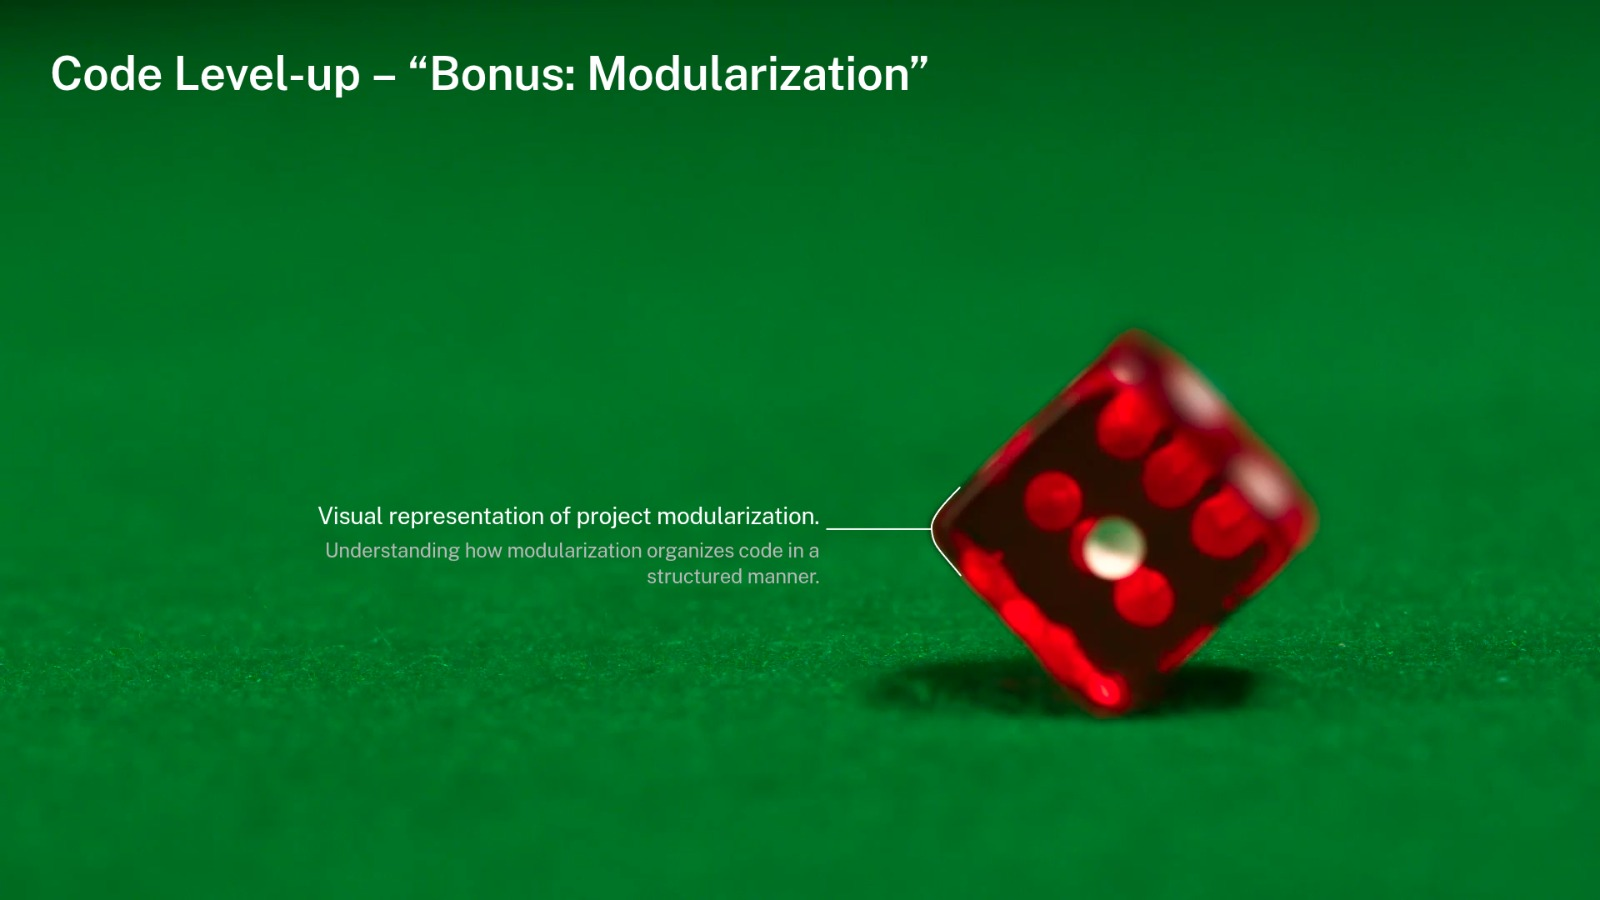 Code Level-up – “Bonus: Modularization”
Visual representation of project modularization.
Understanding how modularization organizes code in a
structured manner.